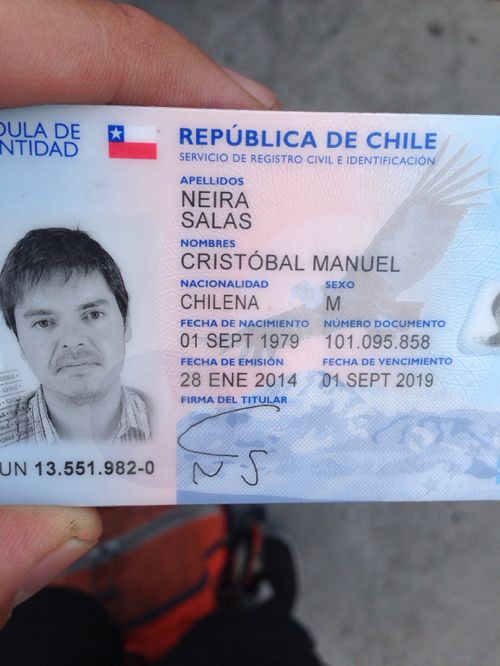 DULA DE
NTIDAD
REPÚBLICA DE CHILE
SERVICIO DE REGISTRO CIVIL E IDENTIFICACIÓN
APELLIDOS
NEIRA
SALAS
NOMBRES
CRISTÓBAL MANUEL
NACIONALIDAD SEXO
CHILENA M
FECHA DE NACIMIENTO NÚMERO DOCUMENTO
01 SEPT 1979 101.095.858
FECHA DE EMISIÓN FECHA DE VENCIMIENTO
28 ENE 2014 01 SEPT 2019
FIRMA DEL TITULAR
N S
UN 13.551.982-0